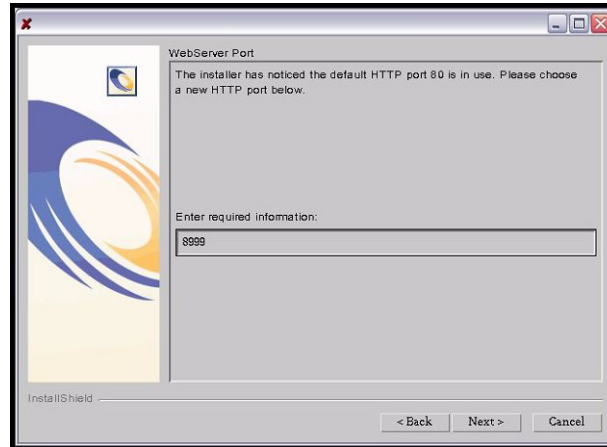 WebServer Port
The installer has noticed the default HTTP port 80 is in use. Please choose
a new HTTP port below.
Enter required information:
8999
InstallShield
< Back
Next >
Cancel